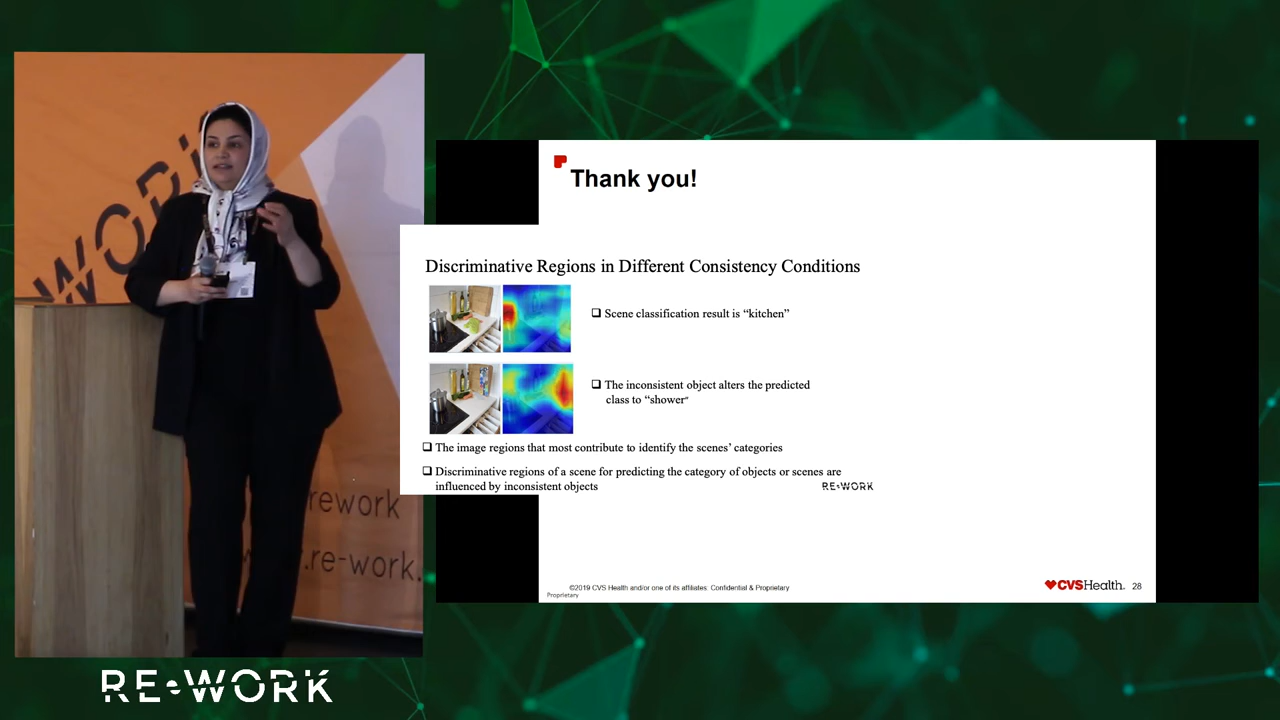 WORK
rework
.re-work.
RE•WORK
Thank you!
Discriminative Regions in Different Consistency Conditions
❑ Scene classification result is “kitchen”
❑ The inconsistent object alters the predicted
class to “shower”
❑ The image regions that most contribute to identify the scenes’ categories
❑ Discriminative regions of a scene for predicting the category of objects or scenes are
influenced by inconsistent objects
RE•WORK
©2019 CVS Health and/or one of its affiliates. Confidential & Proprietary
Proprietary
CVSHealth. 28